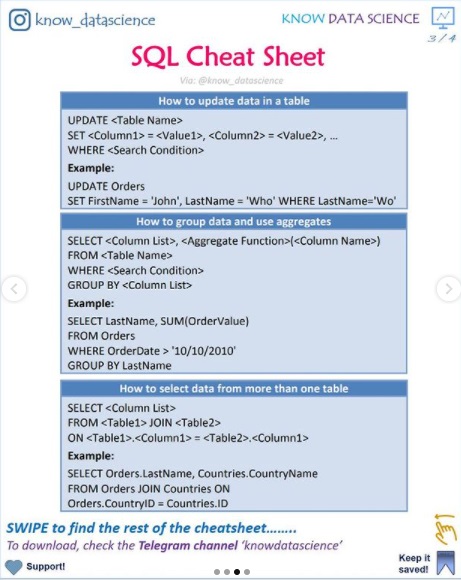 know_datascience
KNOW DATA SCIENCE
3/4
SQL Cheat Sheet
Via: @know_datascience
How to update data in a table
UPDATE <Table Name>
SET <Column1> = <Value1>, <Column2> = <Value2>, ...
WHERE <Search Condition>
Example:
UPDATE Orders
SET FirstName = 'John', LastName = 'Who' WHERE LastName='Wo'
How to group data and use aggregates
SELECT <Column List>, <Aggregate Function>(<Column Name>)
FROM <Table Name>
WHERE <Search Condition>
GROUP BY <Column List>
Example:
SELECT LastName, SUM(OrderValue)
FROM Orders
WHERE OrderDate > '10/10/2010'
GROUP BY LastName
How to select data from more than one table
SELECT <Column List>
FROM <Table1> JOIN <Table2>
ON <Table1>.<Column1> = <Table2>.<Column1>
Example:
SELECT Orders.LastName, Countries.CountryName
FROM Orders JOIN Countries ON
Orders.CountryID = Countries.ID
SWIPE to find the rest of the cheatsheet........
To download, check the Telegram channel 'knowdatascience'
Support!
Keep it
saved!